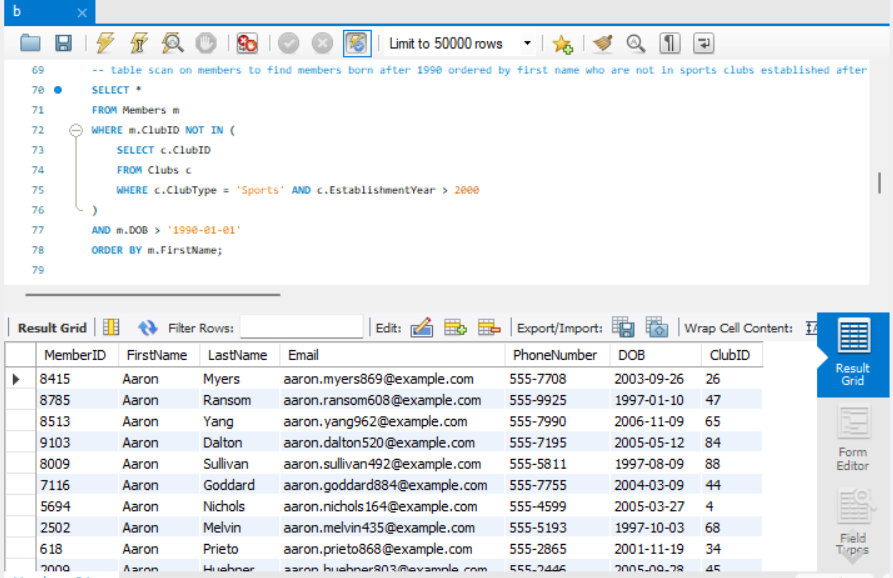 b
Limit to 50000 rows
69 -- table scan on members to find members born after 1990 ordered by first name who are not in sports clubs established after
70 SELECT *
71 FROM Members m
72 WHERE m.ClubID NOT IN (
73 SELECT c.ClubID
74 FROM Clubs c
75 WHERE c.ClubType = 'Sports' AND c.EstablishmentYear > 2000
76 )
77 AND m.DOB > '1990-01-01'
78 ORDER BY m.FirstName;
79
Result Grid Filter Rows: Edit: Export/Import: Wrap Cell Content:
MemberID FirstName LastName Email PhoneNumber DOB ClubID
8415 Aaron Myers aaron.myers869@example.com 555-7708 2003-09-26 26
8785 Aaron Ransom aaron.ransom608@example.com 555-9925 1997-01-10 47
8513 Aaron Yang aaron.yang962@example.com 555-7990 2006-11-09 65
9103 Aaron Dalton aaron.dalton520@example.com 555-7195 2005-05-12 84
8009 Aaron Sullivan aaron.sullivan492@example.com 555-5811 1997-08-09 88
7116 Aaron Goddard aaron.goddard884@example.com 555-7755 2004-03-09 44
5694 Aaron Nichols aaron.nichols164@example.com 555-4599 2005-03-27 4
2502 Aaron Melvin aaron.melvin435@example.com 555-5193 1997-10-03 68
618 Aaron Prieto aaron.prieto868@example.com 555-2865 2001-11-19 34
2009 Aaron Huebner aaron.huebner803@example.com 555-2446 2005-09-28 45
Result
Grid
Form
Editor
Field
Types